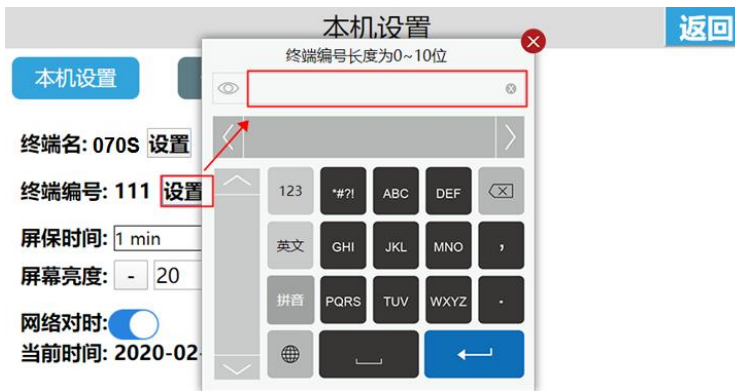 本机设置
返回
本机设置
终端名: 070S 设置
终端编号: 111 设置
屏保时间: 1 min
屏幕亮度: - 20
网络对时:
当前时间: 2020-02-
终端编号长度为0~10位
123 *#?! ABC DEF
英文 GHI JKL MNO ,
拼音 PQRS TUV WXYZ .